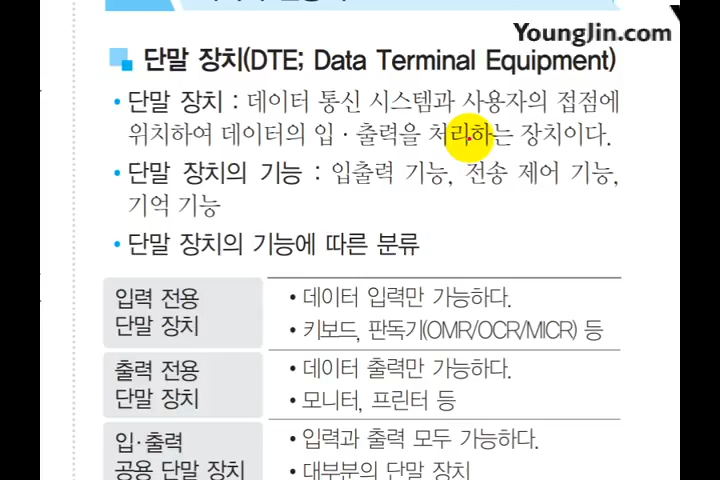 YoungJin.com
단말 장치(DTE; Data Terminal Equipment)
• 단말 장치 : 데이터 통신 시스템과 사용자의 접점에
위치하여 데이터의 입 · 출력을 처리하는 장치이다.
• 단말 장치의 기능 : 입출력 기능, 전송 제어 기능,
기억 기능
• 단말 장치의 기능에 따른 분류
입력 전용
단말 장치
• 데이터 입력만 가능하다.
• 키보드, 판독기(OMR/OCR/MICR) 등
출력 전용
단말 장치
• 데이터 출력만 가능하다.
• 모니터, 프린터 등
입·출력
공용 단말 장치
• 입력과 출력 모두 가능하다.
• 대부분의 단말 장치